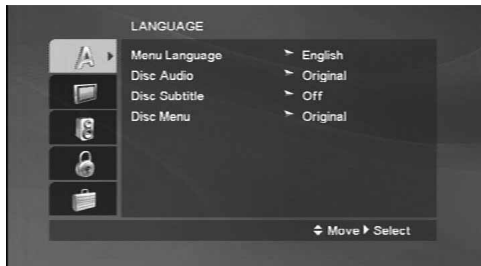 LANGUAGE
A
Menu Language English
Disc Audio Original
Disc Subtitle Off
Disc Menu Original
Move Select